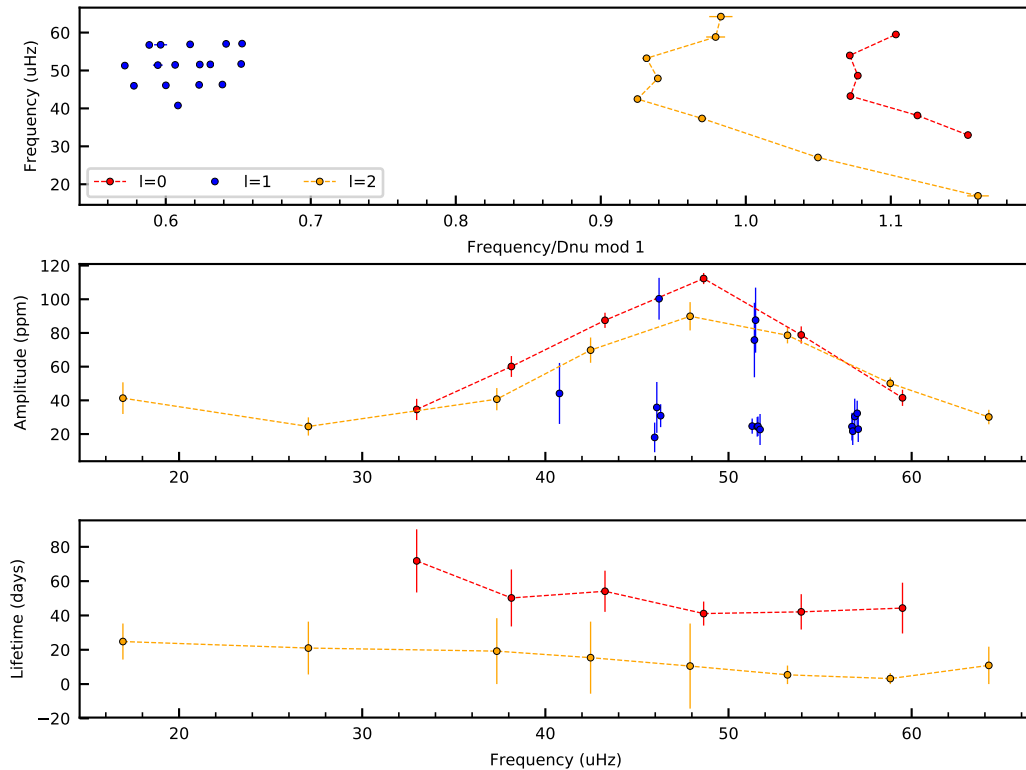 60
50
40
30
20
Frequency (uHz)
l=0 l=1 l=2
0.6 0.7 0.8 0.9 1.0 1.1
Frequency/Dnu mod 1
120
100
80
60
40
20
Amplitude (ppm)
20 30 40 50 60
80
60
40
20
0
−20
Lifetime (days)
20 30 40 50 60
Frequency (uHz)